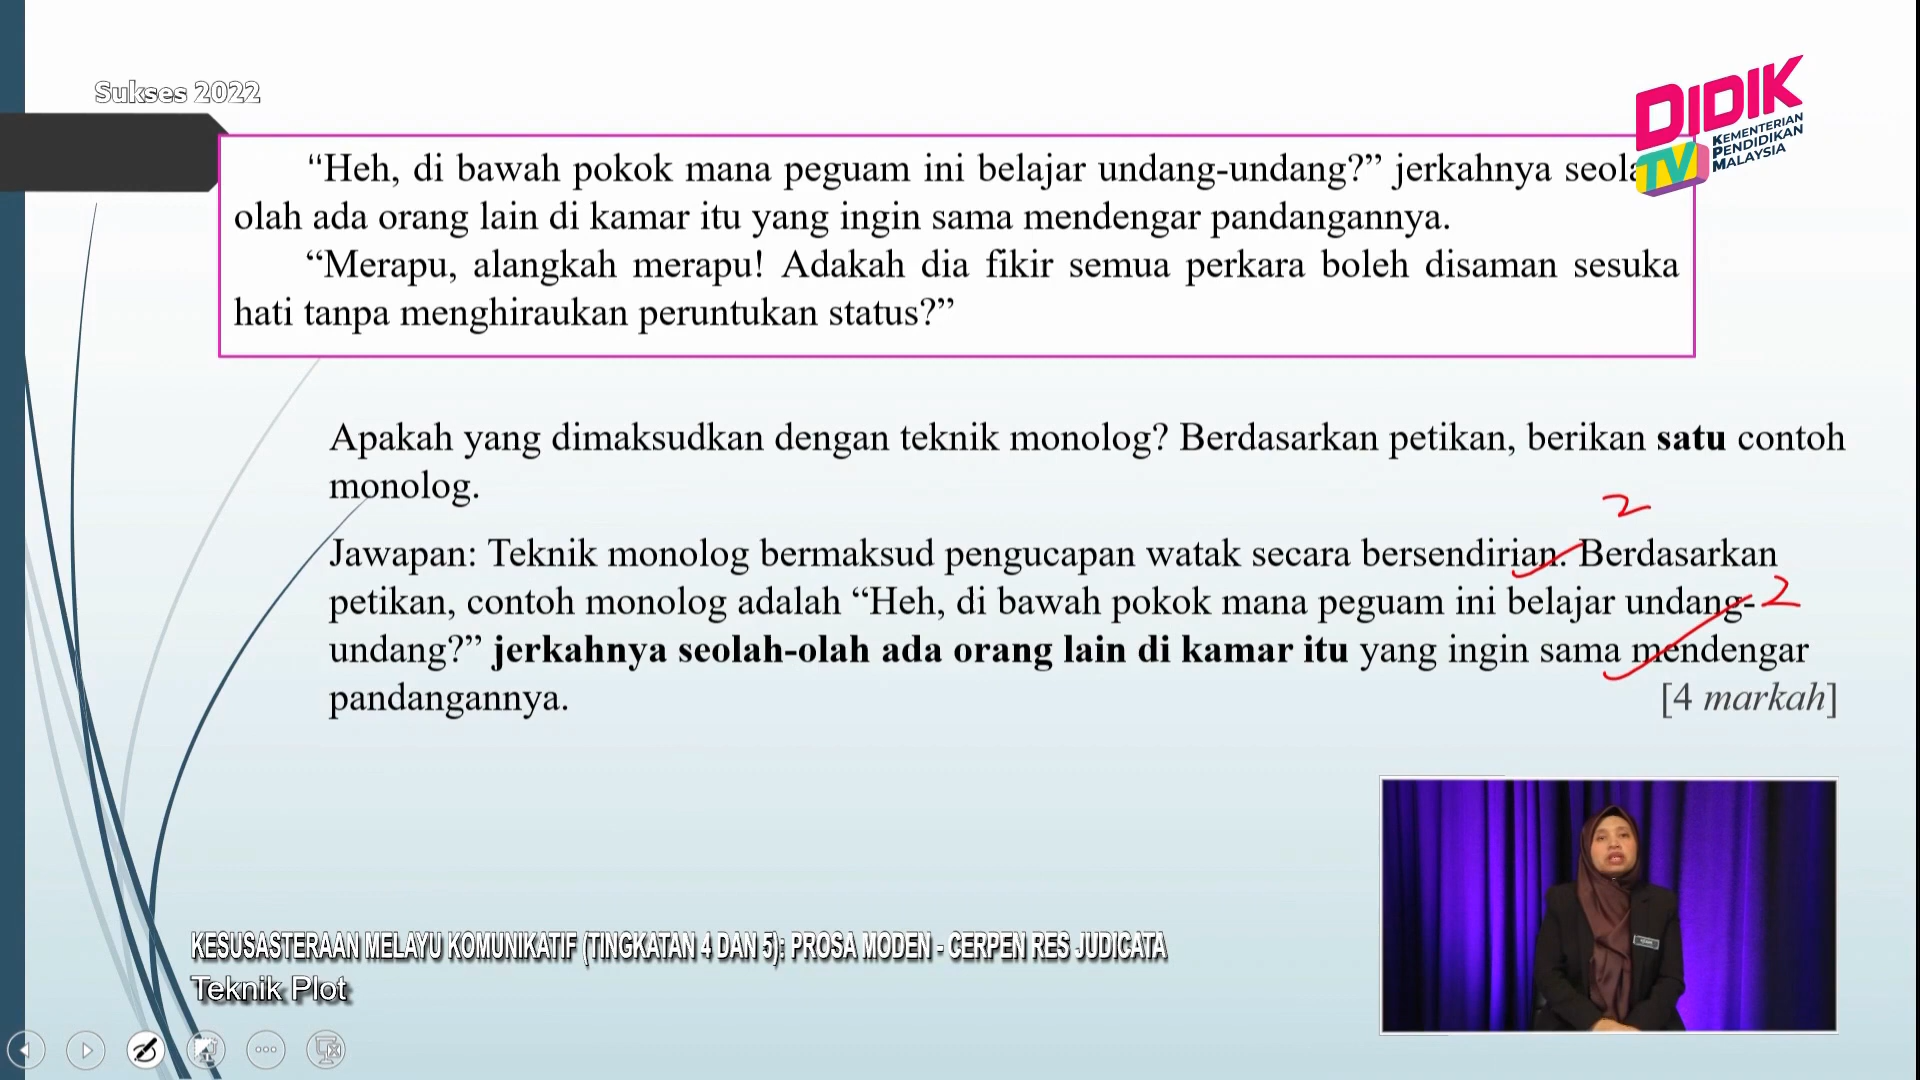 Sukses 2022
DIDIK
TV
KEMENTERIAN
PENDIDIKAN
MALAYSIA
“Heh, di bawah pokok mana peguam ini belajar undang-undang?” jerkahnya
olah ada orang lain di kamar itu yang ingin sama mendengar pandangannya.
“Merapu, alangkah merapu! Adakah dia fikir semua perkara boleh disaman sesuka
hati tanpa menghiraukan peruntukan status?”
Apakah yang dimaksudkan dengan teknik monolog? Berdasarkan petikan, berikan satu contoh
monolog.
2
Jawapan: Teknik monolog bermaksud pengucapan watak secara bersendirian. Berdasarkan
petikan, contoh monolog adalah “Heh, di bawah pokok mana peguam ini belajar undang- 2
undang?” jerkahnya seolah-olah ada orang lain di kamar itu yang ingin sama mendengar
pandangannya.
[4 markah]
KESUSASTERAAN MELAYU KOMUNIKATIF (TINGKATAN 4 DAN 5): PROSA MODEN - CERPEN RES JUDICATA
Teknik Plot